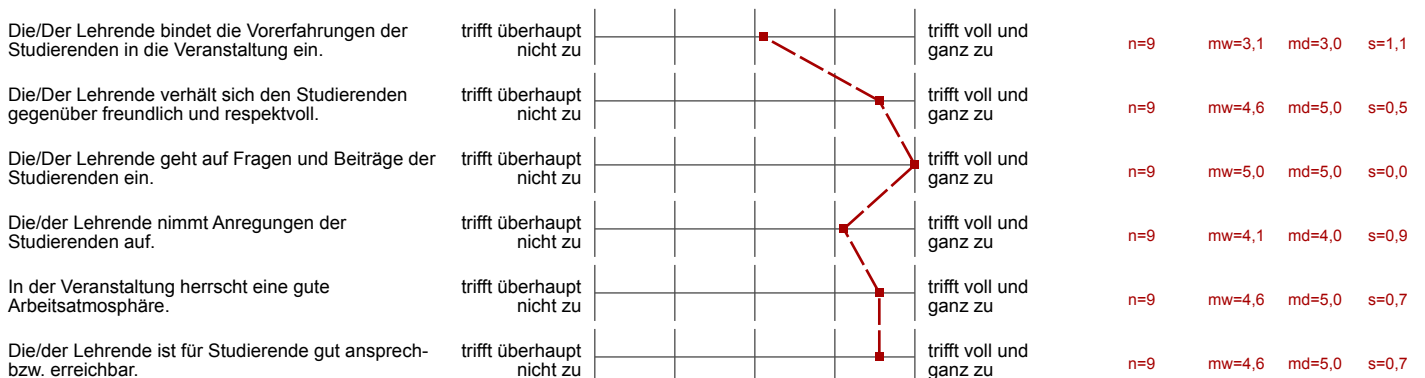 Die/Der Lehrende bindet die Vorerfahrungen der
Studierenden in die Veranstaltung ein.
trifft überhaupt
nicht zu
trifft voll und
ganz zu
n=9 mw=3,1 md=3,0 s=1,1
Die/Der Lehrende verhält sich den Studierenden
gegenüber freundlich und respektvoll.
trifft überhaupt
nicht zu
trifft voll und
ganz zu
n=9 mw=4,6 md=5,0 s=0,5
Die/Der Lehrende geht auf Fragen und Beiträge der
Studierenden ein.
trifft überhaupt
nicht zu
trifft voll und
ganz zu
n=9 mw=5,0 md=5,0 s=0,0
Die/der Lehrende nimmt Anregungen der
Studierenden auf.
trifft überhaupt
nicht zu
trifft voll und
ganz zu
n=9 mw=4,1 md=4,0 s=0,9
In der Veranstaltung herrscht eine gute
Arbeitsatmosphäre.
trifft überhaupt
nicht zu
trifft voll und
ganz zu
n=9 mw=4,6 md=5,0 s=0,7
Die/der Lehrende ist für Studierende gut ansprech-
bzw. erreichbar.
trifft überhaupt
nicht zu
trifft voll und
ganz zu
n=9 mw=4,6 md=5,0 s=0,7